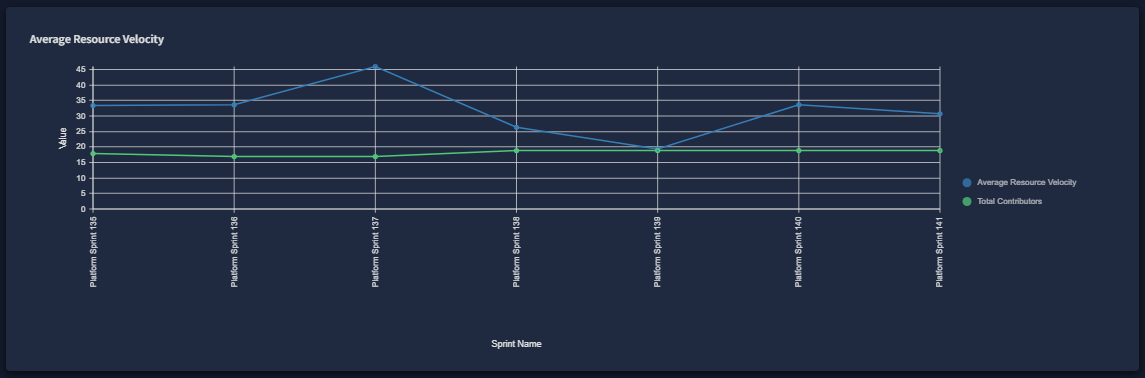 Average Resource Velocity
45
40
35
30
25
20
15
10
5
0
Value
Platform Sprint 135
Platform Sprint 136
Platform Sprint 137
Platform Sprint 138
Platform Sprint 139
Platform Sprint 140
Platform Sprint 141
Sprint Name
Average Resource Velocity
Total Contributors